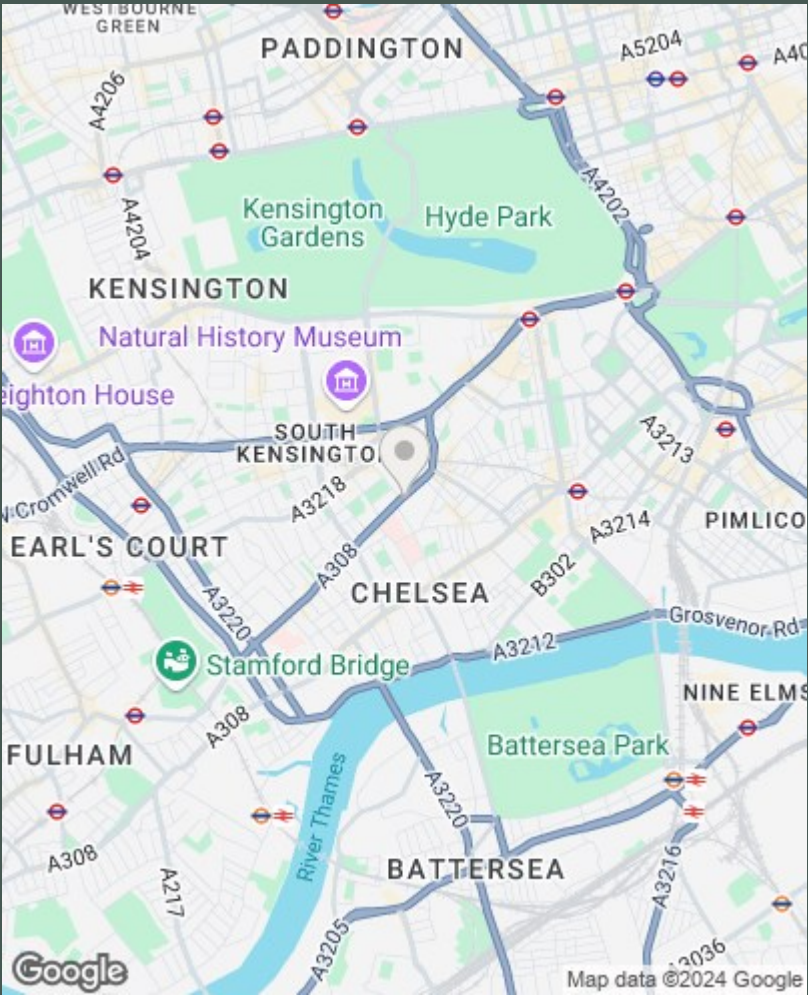 WESTBOURNE
GREEN
PADDINGTON
A5204
A40
A4206
A4202
A4204
Kensington
Gardens
Hyde Park
KENSINGTON
Natural History Museum
eighton House
SOUTH
KENSINGTO
A3213
W Cromwell Rd
A3218
A3214
PIMLICO
EARL'S COURT
A308
B302
CHELSEA
A3220
Grosvenor Rd
A3212
Stamford Bridge
NINE ELMS
A308
FULHAM
Battersea Park
River Thames
A3220
A308
A217
BATTERSEA
A3216
A3205
A3036
Google
Map data ©2024 Google